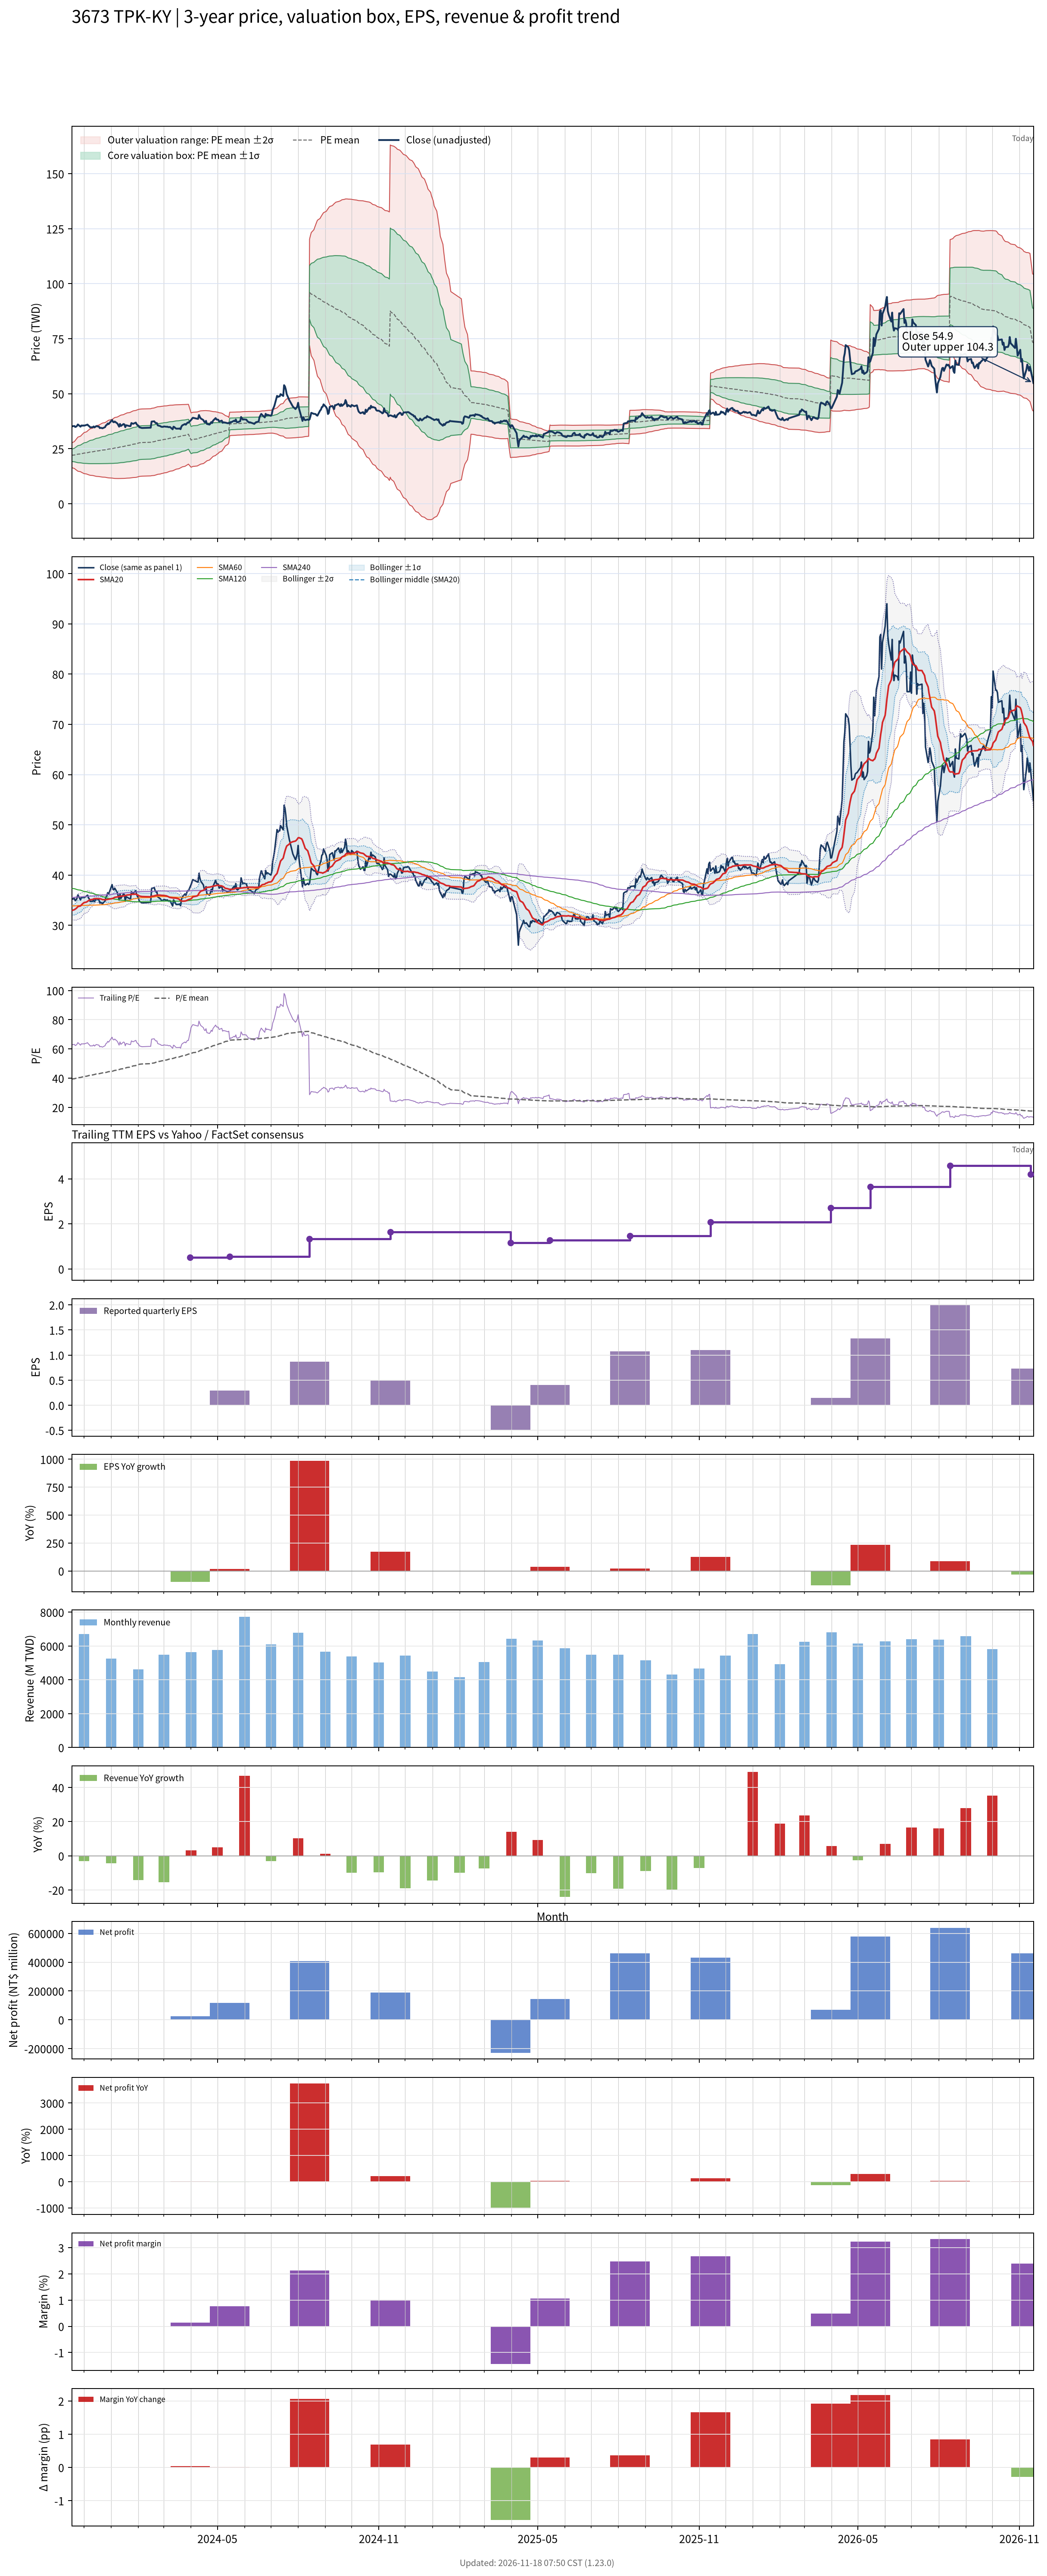 3673 TPK-KY | 3-year price, valuation box, EPS, revenue & profit trend
Outer valuation range: PE mean ±2σ
Core valuation box: PE mean ±1σ
PE mean
Close (unadjusted)
Today
Close 54.9
Outer upper 104.3
Price (TWD)
150
125
100
75
50
25
0
Close (same as panel 1)
SMA20
SMA60
SMA120
SMA240
Bollinger ±2σ
Bollinger ±1σ
Bollinger middle (SMA20)
Price
100
90
80
70
60
50
40
30
Trailing P/E
P/E mean
P/E
100
80
60
40
20
Trailing TTM EPS vs Yahoo / FactSet consensus
Today
EPS
4
2
0
Reported quarterly EPS
EPS
2.0
1.5
1.0
0.5
0.0
-0.5
EPS YoY growth
YoY (%)
1000
750
500
250
0
Monthly revenue
Revenue (M TWD)
8000
6000
4000
2000
0
Revenue YoY growth
YoY (%)
40
20
0
-20
Month
Net profit
Net profit (NT$ million)
600000
400000
200000
0
-200000
Net profit YoY
YoY (%)
3000
2000
1000
0
-1000
Net profit margin
Margin (%)
3
2
1
0
-1
Margin YoY change
Δ margin (pp)
2
1
0
-1
2024-05
2024-11
2025-05
2025-11
2026-05
2026-11
Updated: 2026-11-18 07:50 CST (1.23.0)